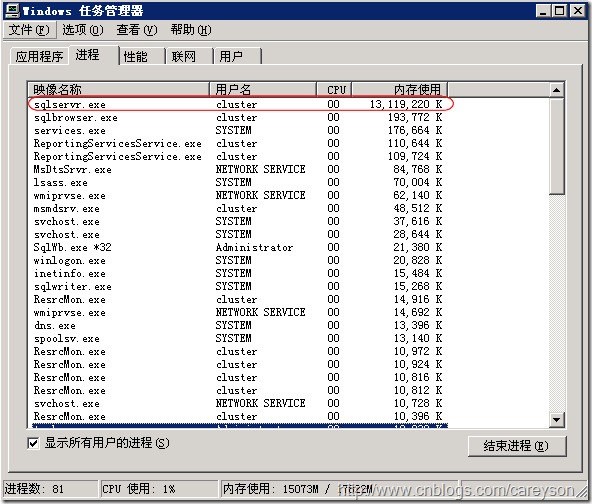 Windows 任务管理器
文件(F) 选项(O) 查看(V) 帮助(H)
应用程序 进程 性能 联网 用户
映像名称 用户名 CPU 内存使用
sqlservr.exe cluster 00 13,119,220 K
sqlbrowser.exe cluster 00 193,772 K
services.exe SYSTEM 00 176,664 K
ReportingServicesService.exe cluster 00 110,644 K
ReportingServicesService.exe cluster 00 109,724 K
MsDtsSrvr.exe NETWORK SERVICE 00 84,768 K
lsass.exe SYSTEM 00 70,004 K
wmiprvse.exe NETWORK SERVICE 00 62,140 K
msmdsrv.exe cluster 00 48,512 K
svchost.exe SYSTEM 00 37,616 K
svchost.exe SYSTEM 00 28,644 K
SqlWb.exe *32 Administrator 00 21,380 K
winlogon.exe SYSTEM 00 20,828 K
inetinfo.exe SYSTEM 00 15,484 K
sqlwriter.exe SYSTEM 00 15,268 K
ResrcMon.exe cluster 00 14,916 K
wmiprvse.exe NETWORK SERVICE 00 14,692 K
dns.exe SYSTEM 00 13,396 K
spoolsv.exe SYSTEM 00 13,140 K
ResrcMon.exe cluster 00 10,972 K
ResrcMon.exe cluster 00 10,924 K
ResrcMon.exe cluster 00 10,816 K
ResrcMon.exe cluster 00 10,812 K
svchost.exe NETWORK SERVICE 00 10,728 K
ResrcMon.exe cluster 00 10,396 K
显示所有用户的进程(S) 结束进程(E)
进程数: 81 CPU 使用: 1% 内存使用: 15073M / 17822M
http://www.cnblogs.com/careyson